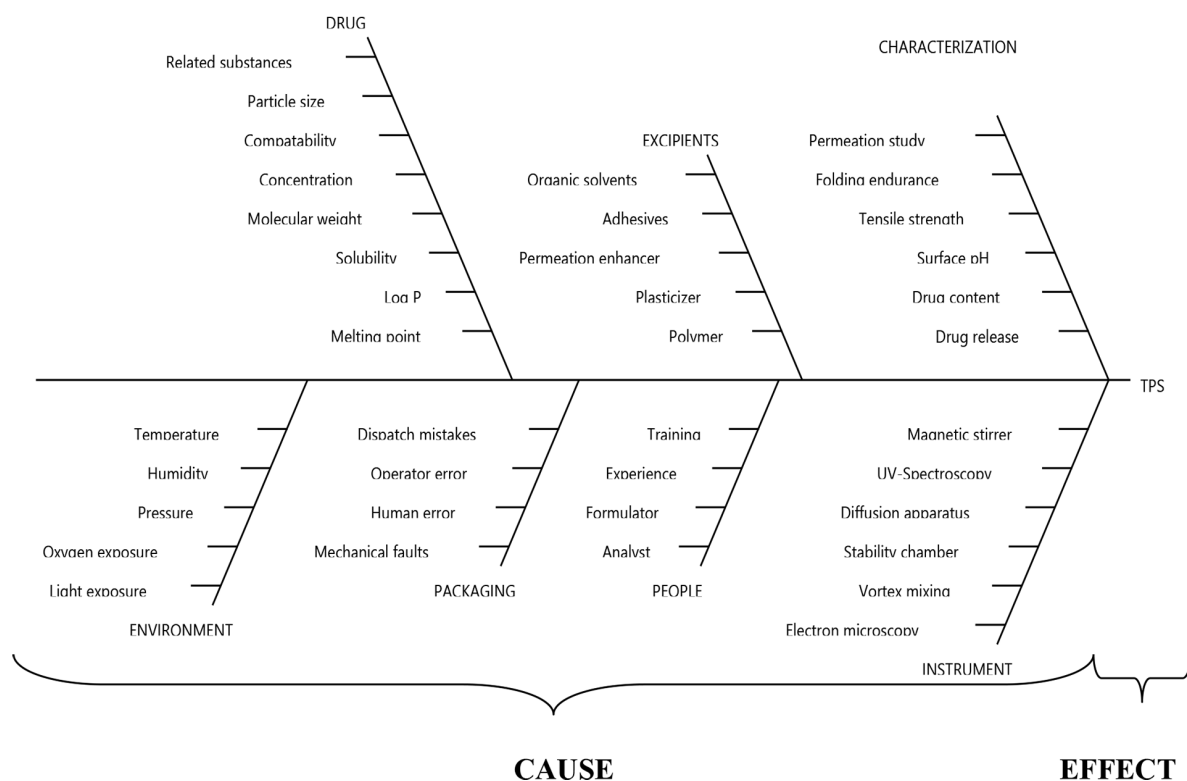 DRUG
Related substances
Particle size
Compatability
Concentration
Molecular weight
Solubility
Log P
Melting point
EXCIPIENTS
Organic solvents
Adhesives
Permeation enhancer
Plasticizer
Polymer
CHARACTERIZATION
Permeation study
Folding endurance
Tensile strength
Surface pH
Drug content
Drug release
TPS
Temperature
Humidity
Pressure
Oxygen exposure
Light exposure
ENVIRONMENT
Dispatch mistakes
Operator error
Human error
Mechanical faults
PACKAGING
Training
Experience
Formulator
Analyst
PEOPLE
Magnetic stirrer
UV-Spectroscopy
Diffusion apparatus
Stability chamber
Vortex mixing
Electron microscopy
INSTRUMENT
CAUSE
EFFECT